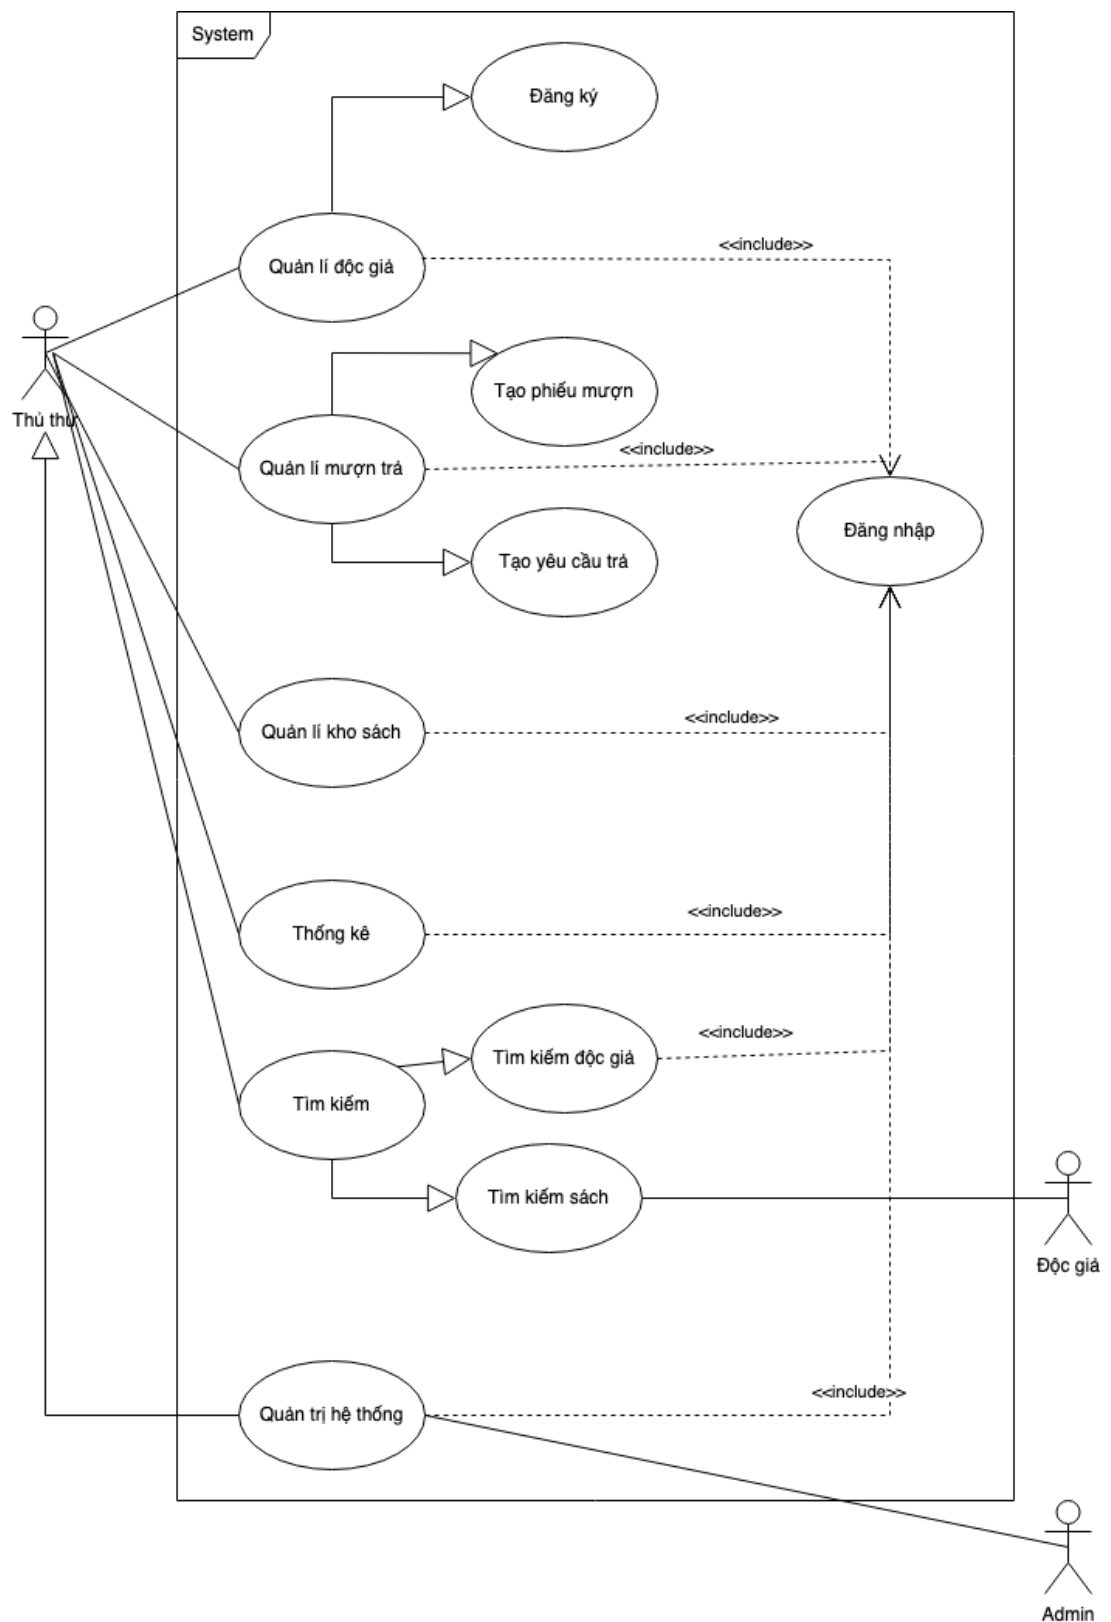 System
Đăng ký
Quản lí độc giả
<<include>>
Thủ thư
Tạo phiếu mượn
Quản lí mượn trả
<<include>>
Đăng nhập
Tạo yêu cầu trả
Quản lí kho sách
<<include>>
Thống kê
<<include>>
Tìm kiếm độc giả
<<include>>
Tìm kiếm
Tìm kiếm sách
Độc giả
Quản trị hệ thống
<<include>>
Admin